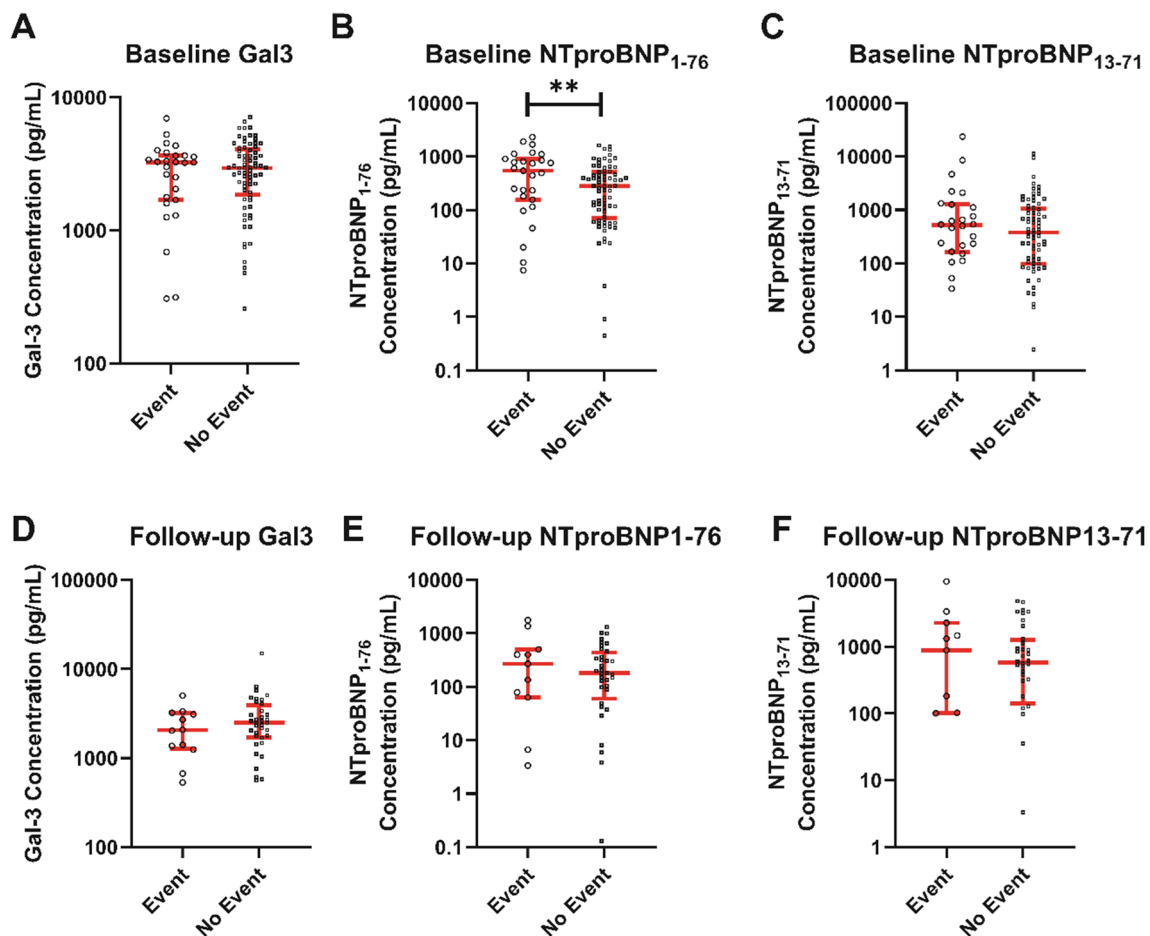 A
Baseline Gal3
Gal-3 Concentration (pg/mL)
10000
1000
100
Event
No Event
B
Baseline NTproBNP1-76
**
NTproBNP1-76
Concentration (pg/mL)
10000
1000
100
10
1
0.1
Event
No Event
C
Baseline NTproBNP13-71
NTproBNP13-71
Concentration (pg/mL)
100000
10000
1000
100
10
1
Event
No Event
D
Follow-up Gal3
Gal-3 Concentration (pg/mL)
100000
10000
1000
100
Event
No Event
E
Follow-up NTproBNP1-76
NTproBNP1-76
Concentration (pg/mL)
10000
1000
100
10
1
0.1
Event
No Event
F
Follow-up NTproBNP13-71
NTproBNP13-71
Concentration (pg/mL)
10000
1000
100
10
1
Event
No Event